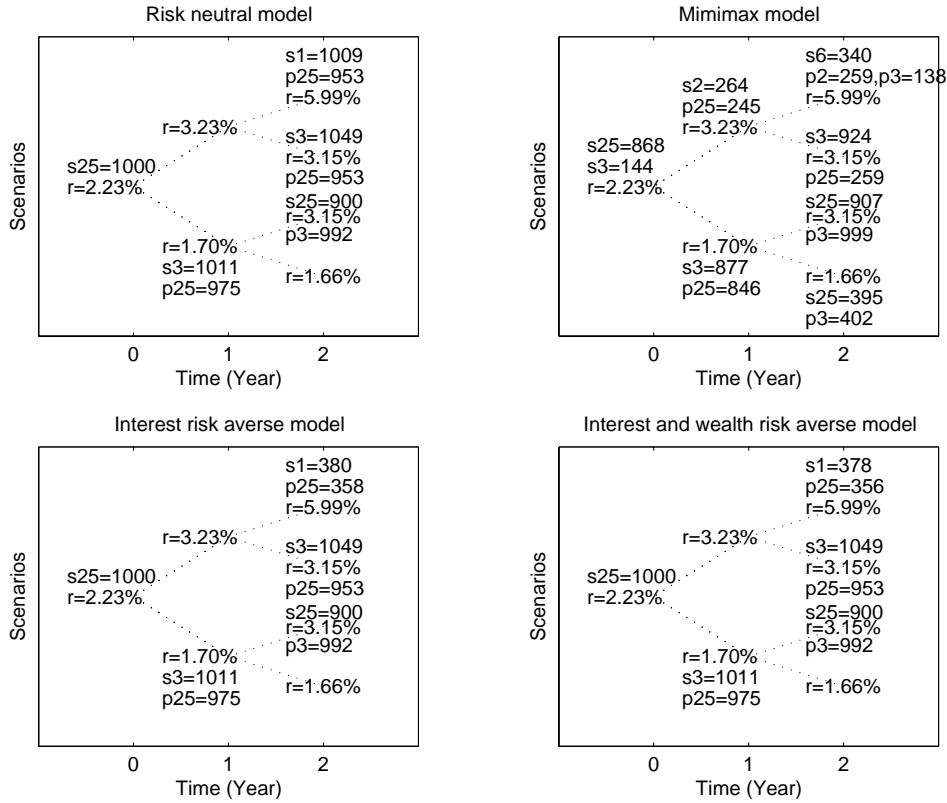 Risk neutral model
s1=1009
p25=953
r=5.99%
r=3.23%
s3=1049
r=3.15%
p25=953
s25=1000
r=2.23%
s25=900
r=3.15%
p3=992
r=1.70%
s3=1011
p25=975
r=1.66%
Scenarios
0 1 2
Time (Year)
Mimimax model
s6=340
p2=259,p3=138
r=5.99%
s2=264
p25=245
r=3.23%
s3=924
r=3.15%
p25=259
s25=868
s3=144
r=2.23%
s25=907
r=3.15%
p3=999
r=1.70%
s3=877
p25=846
r=1.66%
s25=395
p3=402
Scenarios
0 1 2
Time (Year)
Interest risk averse model
s1=380
p25=358
r=5.99%
r=3.23%
s3=1049
r=3.15%
p25=953
s25=1000
r=2.23%
s25=900
r=3.15%
p3=992
r=1.70%
s3=1011
p25=975
r=1.66%
Scenarios
0 1 2
Time (Year)
Interest and wealth risk averse model
s1=378
p25=356
r=5.99%
r=3.23%
s3=1049
r=3.15%
p25=953
s25=1000
r=2.23%
s25=900
r=3.15%
p3=992
r=1.70%
s3=1011
p25=975
r=1.66%
Scenarios
0 1 2
Time (Year)